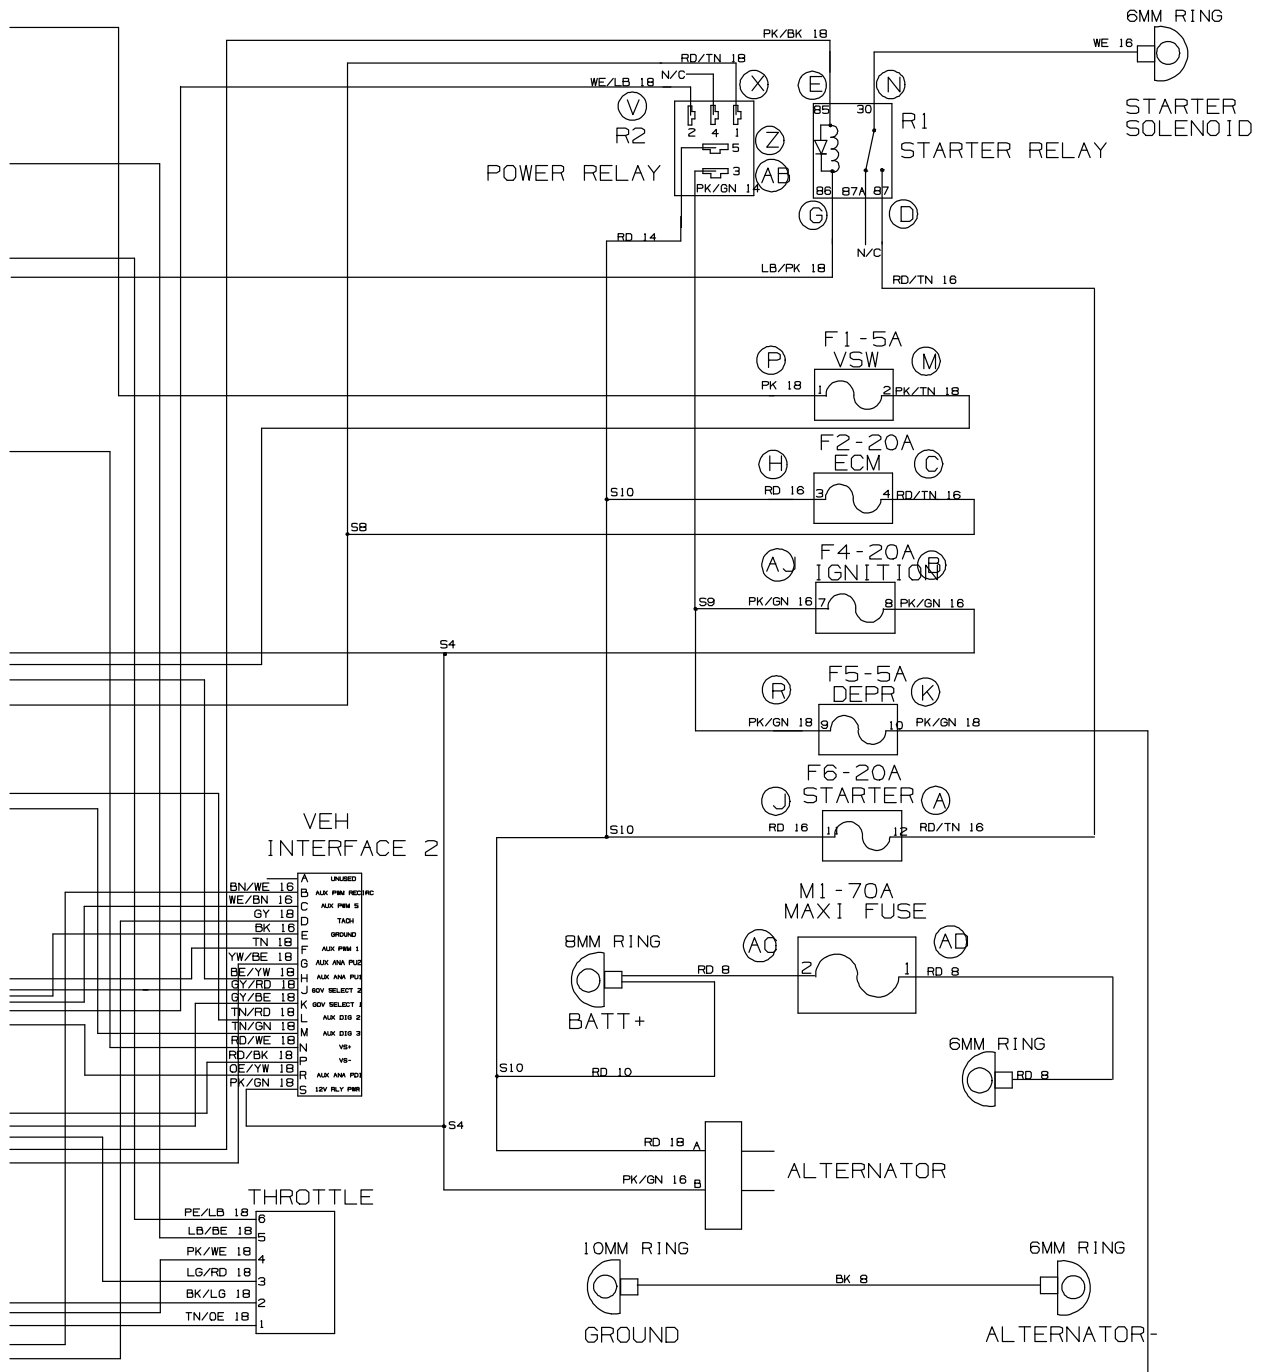 6MM RING
PK/BK 18
WE 16
RD/TN 18
N/C
WE/LB 18
X
E
N
STARTER
SOLENOID
V
R2
85
30
R1
2
4
1
Z
5
STARTER RELAY
POWER RELAY
3
AB
PK/GN 14
86
87A
87
G
D
RD 14
N/C
LB/PK 18
RD/TN 16
F1-5A
VSW
P
M
PK 18
1
2
PK/TN 18
F2-20A
ECM
H
C
RD 16
3
4
RD/TN 16
S10
S8
F4-20A
IGNITION
AJ
B
S9
PK/GN 16
7
8
PK/GN 16
S4
F5-5A
DEPR
R
K
PK/GN 18
9
10
PK/GN 18
F6-20A
STARTER
J
A
S10
RD 16
11
12
RD/TN 16
VEH
INTERFACE 2
A UNUSED
BN/WE 16 B AUX PWM RECIRC
WE/BN 16 C AUX PWM 5
GY 18 D TACH
BK 16 E GROUND
TN 18 F AUX PWM 1
YW/BE 18 G AUX ANA PU2
BE/YW 18 H AUX ANA PU1
GY/RD 18 J GOV SELECT 2
GY/BE 18 K GOV SELECT 1
TN/RD 18 L AUX DIG 2
TN/GN 18 M AUX DIG 3
RD/WE 18 N VS+
RD/BK 18 P VS-
OE/YW 18 R AUX ANA PD1
PK/GN 18 S 12V RLY PWR
M1-70A
MAXI FUSE
8MM RING
AC
AD
RD 8
2
1
RD 8
BATT+
6MM RING
RD 8
S10
RD 10
S4
RD 18 A
PK/GN 16 B
ALTERNATOR
THROTTLE
PE/LB 18 6
LB/BE 18 5
PK/WE 18 4
LG/RD 18 3
BK/LG 18 2
TN/OE 18 1
10MM RING
6MM RING
BK 8
GROUND
ALTERNATOR-